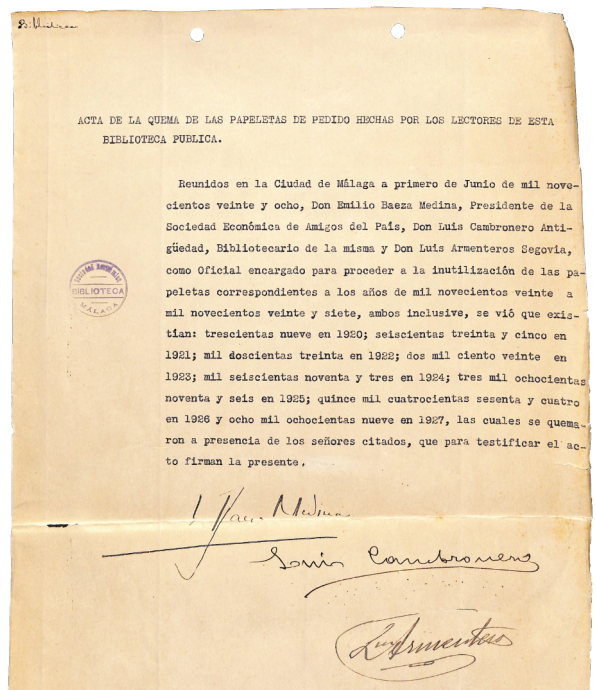 Biblioteca
ACTA DE LA QUEMA DE LAS PAPELETAS DE PEDIDO HECHAS POR LOS LECTORES DE ESTA
BIBLIOTECA PUBLICA.
Reunidos en la Ciudad de Málaga a primero de Junio de mil nove-
cientos veinte y ocho, Don Emilio Baeza Medina, Presidente de la
Sociedad Económica de Amigos del País, Don Luis Cambronero Anti-
güedad, Bibliotecario de la misma y Don Luis Armenteros Segovia,
como Oficial encargado para proceder a la inutilización de las pa-
peletas correspondientes a los años de mil novecientos veinte a
mil novecientos veinte y siete, ambos inclusive, se vió que exis-
tian: trescientas nueve en 1920; seiscientas treinta y cinco en
1921; mil doscientas treinta en 1922; dos mil ciento veinte en
1923; mil seiscientas noventa y tres en 1924; tres mil ochocientas
noventa y seis en 1925; quince mil cuatrocientas sesenta y cuatro
en 1926 y ocho mil ochocientas nueve en 1927, las cuales se quema-
ron a presencia de los señores citados, que para testificar el ac-
to firman la presente.
Sociedad Económica
BIBLIOTECA
MÁLAGA
Baeza Medina
Luis Cambronero
Luis Armenteros